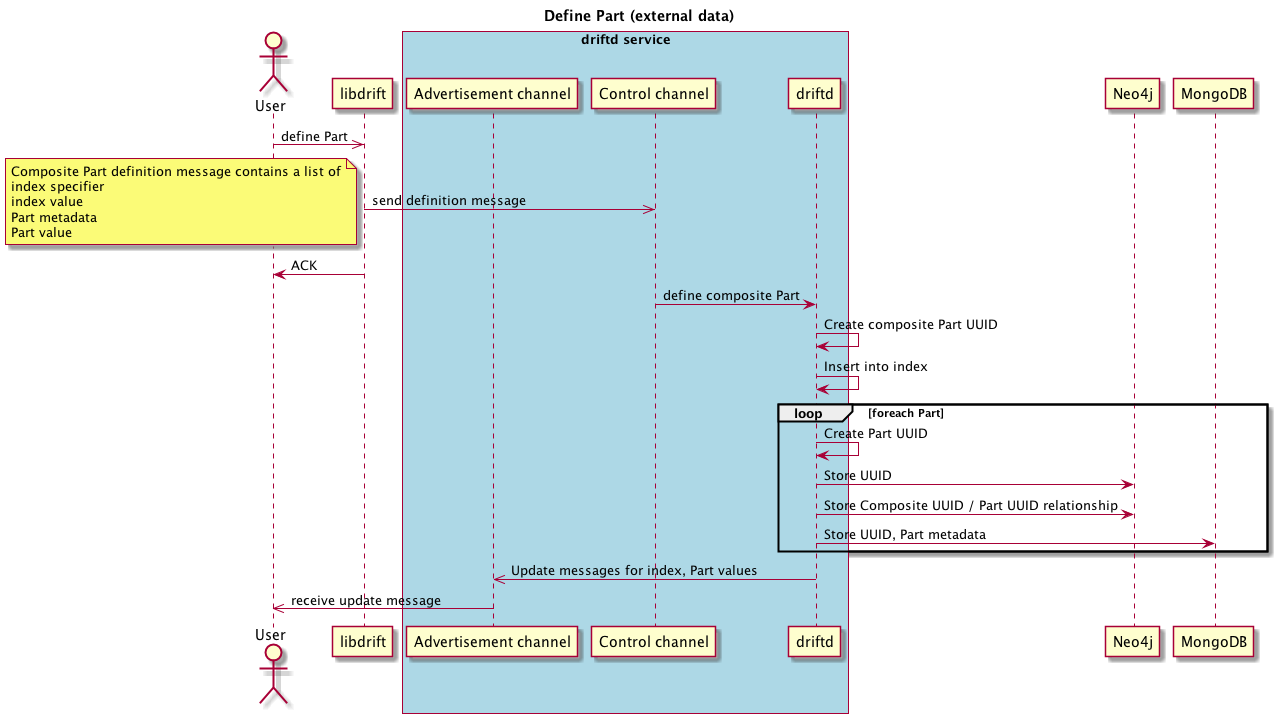 Define Part (external data)
driftd service
User
libdrift
Advertisement channel
Control channel
driftd
Neo4j
MongoDB
define Part
Composite Part definition message contains a list of
index specifier
index value
Part metadata
Part value
send definition message
ACK
define composite Part
Create composite Part UUID
Insert into index
loop
[foreach Part]
Create Part UUID
Store UUID
Store Composite UUID / Part UUID relationship
Store UUID, Part metadata
Update messages for index, Part values
receive update message
User
libdrift
Advertisement channel
Control channel
driftd
Neo4j
MongoDB